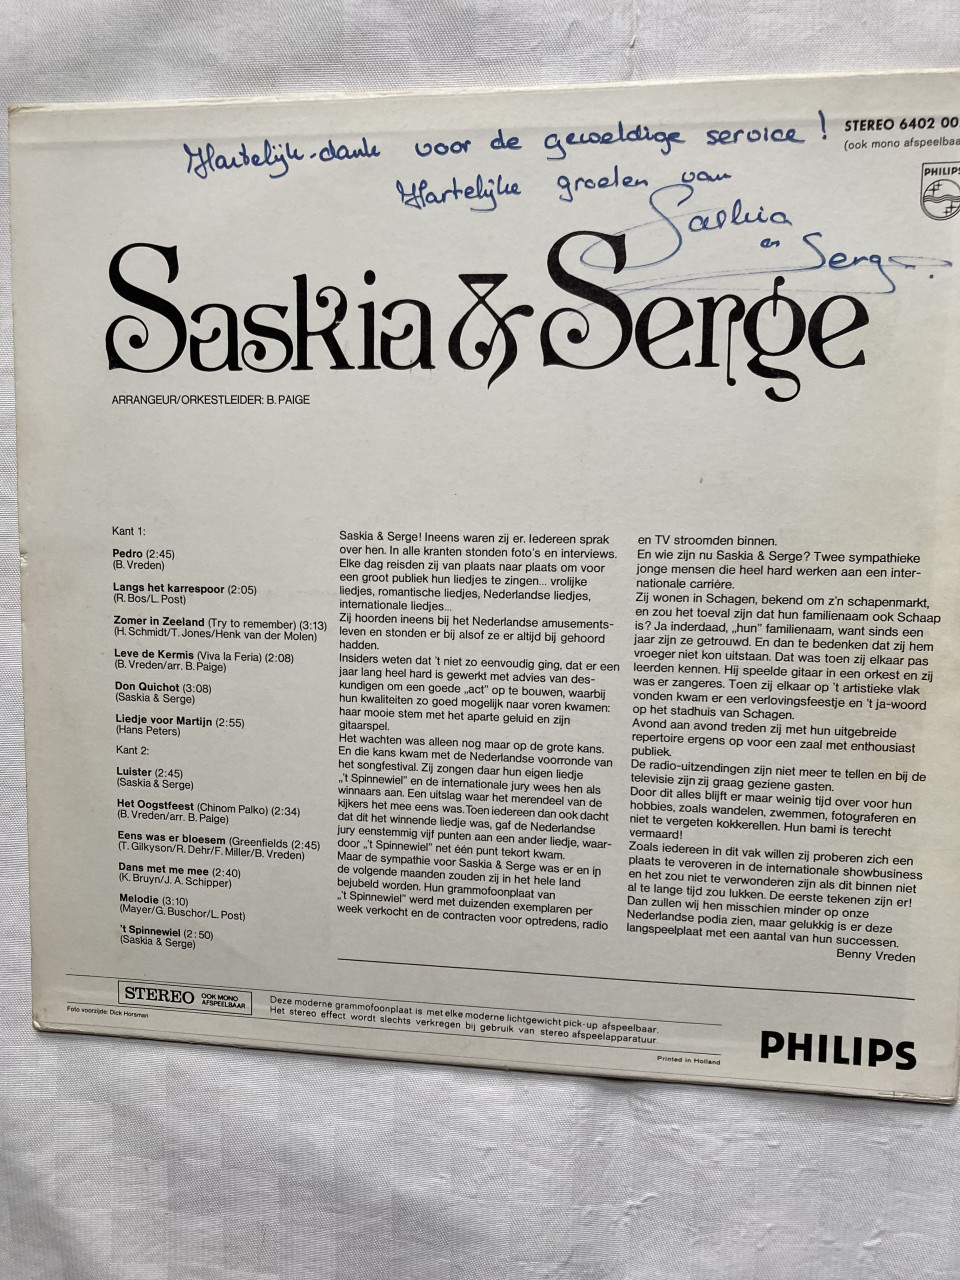 Hartelijk-dank voor de geweldige service!
Hartelijke groeten van
Saskia
en Serge.
STEREO 6402 00
(ook mono afspeelbaa
PHILIPS
Saskia & Serge
ARRANGEUR/ORKESTLEIDER: B. PAIGE
Kant 1:
Pedro (2:45)
(B. Vreden)
Langs het karrespoor (2:05)
(R. Bos/L. Post)
Zomer in Zeeland (Try to remember) (3:13)
(H. Schmidt/T. Jones/Henk van der Molen)
Leve de Kermis (Viva la Feria) (2:08)
(B. Vreden/arr. B. Paige)
Don Quichot (3:08)
(Saskia & Serge)
Liedje voor Martijn (2:55)
(Hans Peters)
Kant 2:
Luister (2:45)
(Saskia & Serge)
Het Oogstfeest (Chinom Palko) (2:34)
(B. Vreden/arr. B. Paige)
Eens was er bloesem (Greenfields (2:45)
(T. Gilkyson/R. Dehr/F. Miller/B. Vreden)
Dans met me mee (2:40)
(K. Bruyn/J. A. Schipper)
Melodie (3:10)
(Mayer/G. Buschor/L. Post)
't Spinnewiel (2:50)
(Saskia & Serge)
Saskia & Serge! Ineens waren zij er. Iedereen sprak
over hen. In alle kranten stonden foto's en interviews.
Elke dag reisden zij van plaats naar plaats om voor
een groot publiek hun liedjes te zingen... vrolijke
liedjes, romantische liedjes, Nederlandse liedjes,
internationale liedjes...
Zij hoorden ineens bij het Nederlandse amusements-
leven en stonden er bij alsof ze er altijd bij gehoord
hadden.
Insiders weten dat 't niet zo eenvoudig ging, dat er een
jaar lang heel hard is gewerkt met advies van des-
kundigen om een goede „act” op te bouwen, waarbij
hun kwaliteiten zo goed mogelijk naar voren kwamen:
haar mooie stem met het aparte geluid en zijn
gitaarspel.
Het wachten was alleen nog maar op de grote kans.
En die kans kwam met de Nederlandse voorronde van
het songfestival. Zij zongen daar hun eigen liedje
„'t Spinnewiel” en de internationale jury wees hen als
winnaars aan. Een uitslag waar het merendeel van de
kijkers het mee eens was. Toen iedereen dan ook dacht
dat dit het winnende liedje was, gaf de Nederlandse
jury eenstemmig vijf punten aan een ander liedje, waar-
door „'t Spinnewiel” net één punt tekort kwam.
Maar de sympathie voor Saskia & Serge was er en in
de volgende maanden zouden zij in het hele land
bejubeld worden. Hun grammofoonplaat van
„'t Spinnewiel” werd met duizenden exemplaren per
week verkocht en de contracten voor optredens, radio
en TV stroomden binnen.
En wie zijn nu Saskia & Serge? Twee sympathieke
jonge mensen die heel hard werken aan een inter-
nationale carrière.
Zij wonen in Schagen, bekend om z'n schapenmarkt,
en zou het toeval zijn dat hun familienaam ook Schaap
is? Ja inderdaad, „hun” familienaam, want sinds een
jaar zijn ze getrouwd. En dan te bedenken dat zij hem
vroeger niet kon uitstaan. Dat was toen zij elkaar pas
leerden kennen. Hij speelde gitaar in een orkest en zij
was er zangeres. Toen zij elkaar op 't artistieke vlak
vonden kwam er een verlovingsfeestje en 't ja-woord
op het stadhuis van Schagen.
Avond aan avond treden zij met hun uitgebreide
repertoire ergens op voor een zaal met enthousiast
publiek.
De radio-uitzendingen zijn niet meer te tellen en bij de
televisie zijn zij graag geziene gasten.
Door dit alles blijft er maar weinig tijd over voor hun
hobbies, zoals wandelen, zwemmen, fotograferen en
niet te vergeten kokkerellen. Hun bami is terecht
vermaard!
Zoals iedereen in dit vak willen zij proberen zich een
plaats te veroveren in de internationale showbusiness
en het zou niet te verwonderen zijn als dit binnen niet
al te lange tijd zou lukken. De eerste tekenen zijn er!
Dan zullen wij hen misschien minder op onze
Nederlandse podia zien, maar gelukkig is er deze
langspeelplaat met een aantal van hun successen.
Benny Vreden
STEREO OOK MONO
AFSPEELBAAR
Deze moderne grammofoonplaat is met elke moderne lichtgewicht pick-up afspeelbaar.
Het stereo effect wordt slechts verkregen bij gebruik van stereo afspeelapparatuur.
Foto voorzijde: Dick Horsman
Printed in Holland
PHILIPS